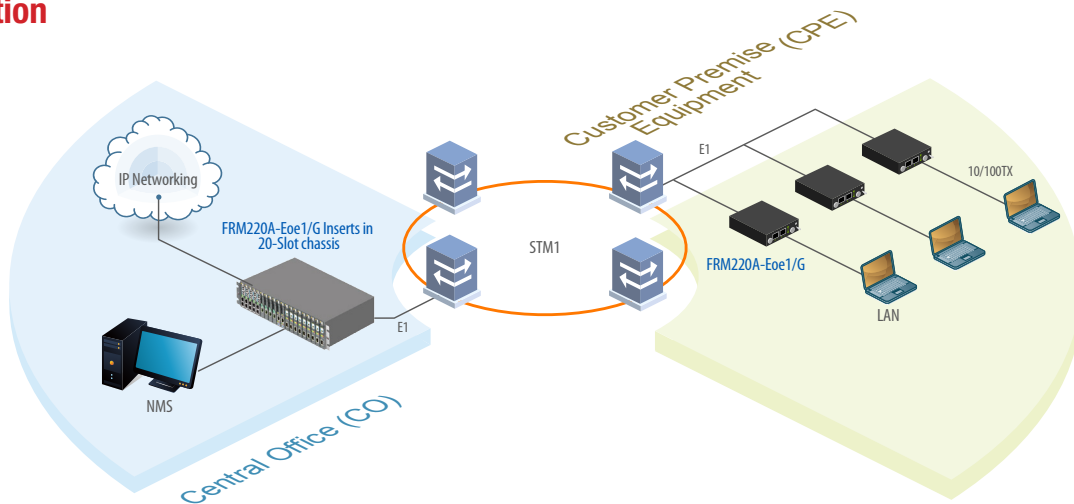 tion
Customer Premise (CPE)
Equipment
E1
10/100TX
IP Networking
FRM220A-Eoe1/G Inserts in
20-Slot chassis
STM1
FRM220A-Eoe1/G
LAN
E1
NMS
Central Office (CO)